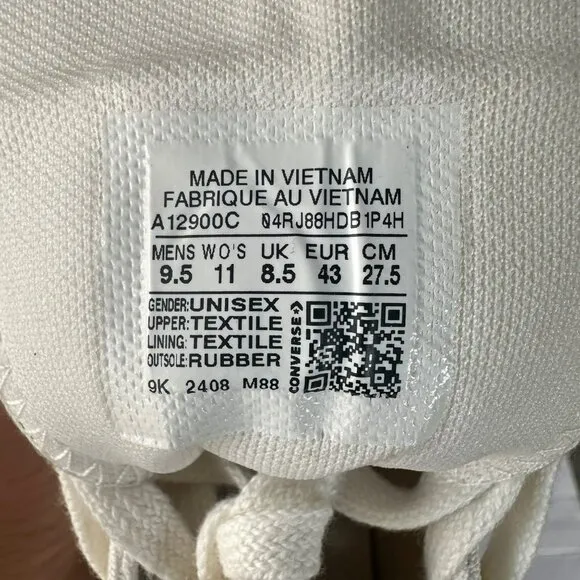 MADE IN VIETNAM
FABRIQUE AU VIETNAM
A12900C 04RJ88HDB1P4H
MENS WO'S UK EUR CM
9.5 11 8.5 43 27.5
GENDER:UNISEX
UPPER:TEXTILE
LINING:TEXTILE
OUTSOLE:RUBBER
CONVERSE
9K 2408 M88